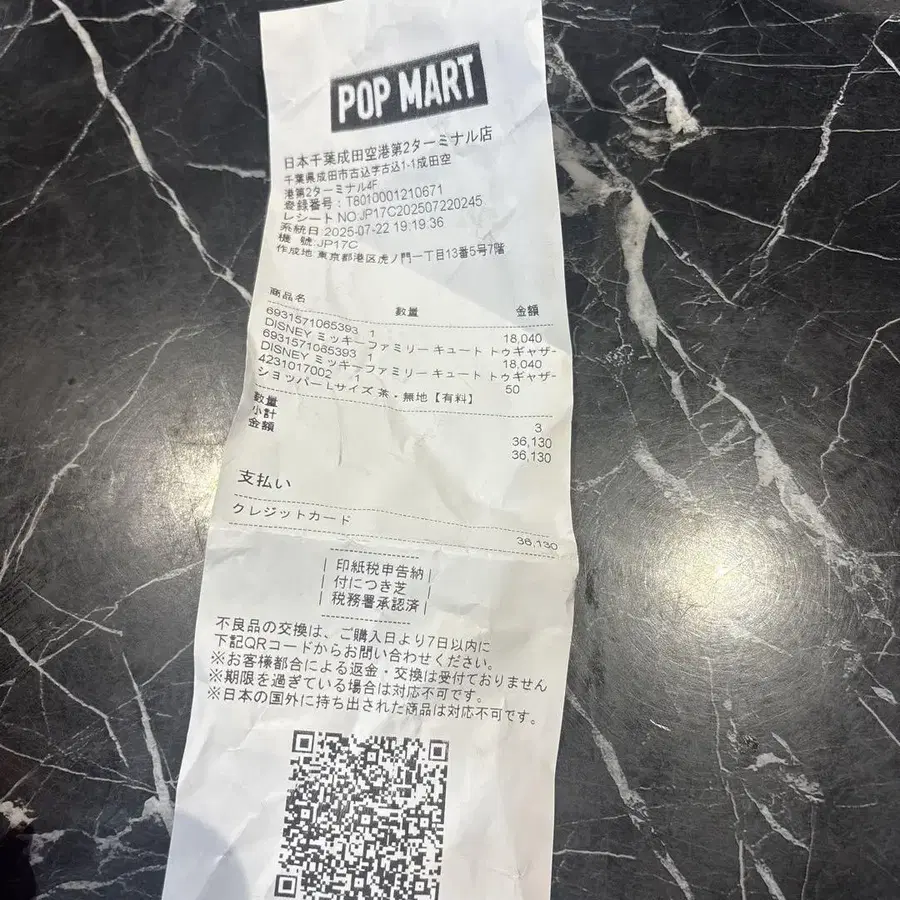 POP MART
日本千葉成田空港第2ターミナル店
千葉県成田市古込字古込1-1成田空
港第2ターミナル4F
登録番号：T8010001210671
レシート NO.JP17C202507220245
系統日:2025-07-22 19:19:36
機 號:JP17C
作成地:東京都港区虎ノ門一丁目13番5号7階
商品名 数量 金額
6931571065393 1 18,040
DISNEY ミッキーファミリー キュート トゥギャザー
6931571065393 1 18,040
DISNEY ミッキーファミリー キュート トゥギャザー
4231017002 1 50
ショッパー Lサイズ 茶・無地【有料】
数量 3
小計 36,130
金額 36,130
支払い
クレジットカード 36,130
印紙税申告納
付につき芝
税務署承認済
不良品の交換は、ご購入日より7日以内に
下記QRコードからお問い合わせください。
※お客様都合による返金・交換は受付ておりません
※期限を過ぎている場合は対応不可です。
※日本の国外に持ち出された商品は対応不可です。